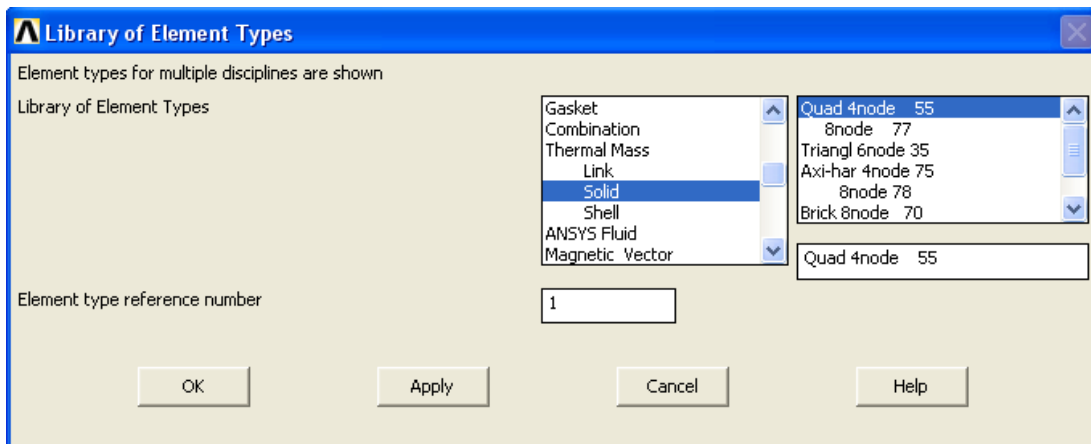 Library of Element Types
Element types for multiple disciplines are shown
Library of Element Types
Gasket
Combination
Thermal Mass
Link
Solid
Shell
ANSYS Fluid
Magnetic Vector
Quad 4node 55
8node 77
Triangl 6node 35
Axi-har 4node 75
8node 78
Brick 8node 70
Quad 4node 55
Element type reference number
1
OK
Apply
Cancel
Help